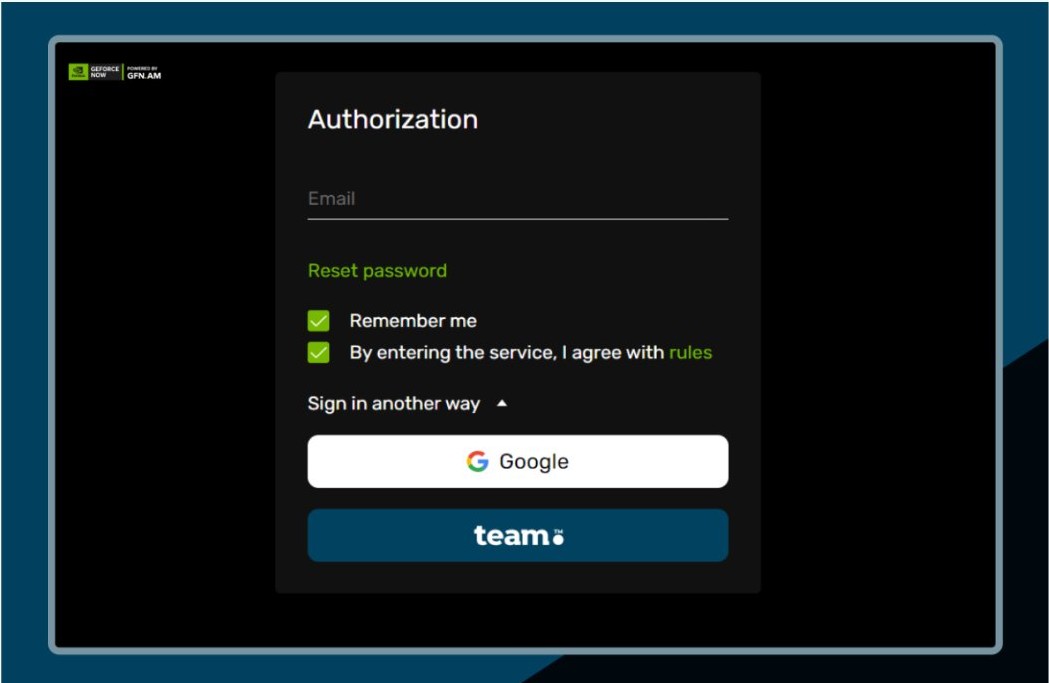 GEFORCE NOW
POWERED BY
GFN.AM
Authorization
Email
Reset password
Remember me
By entering the service, I agree with rules
Sign in another way
Google
team.™